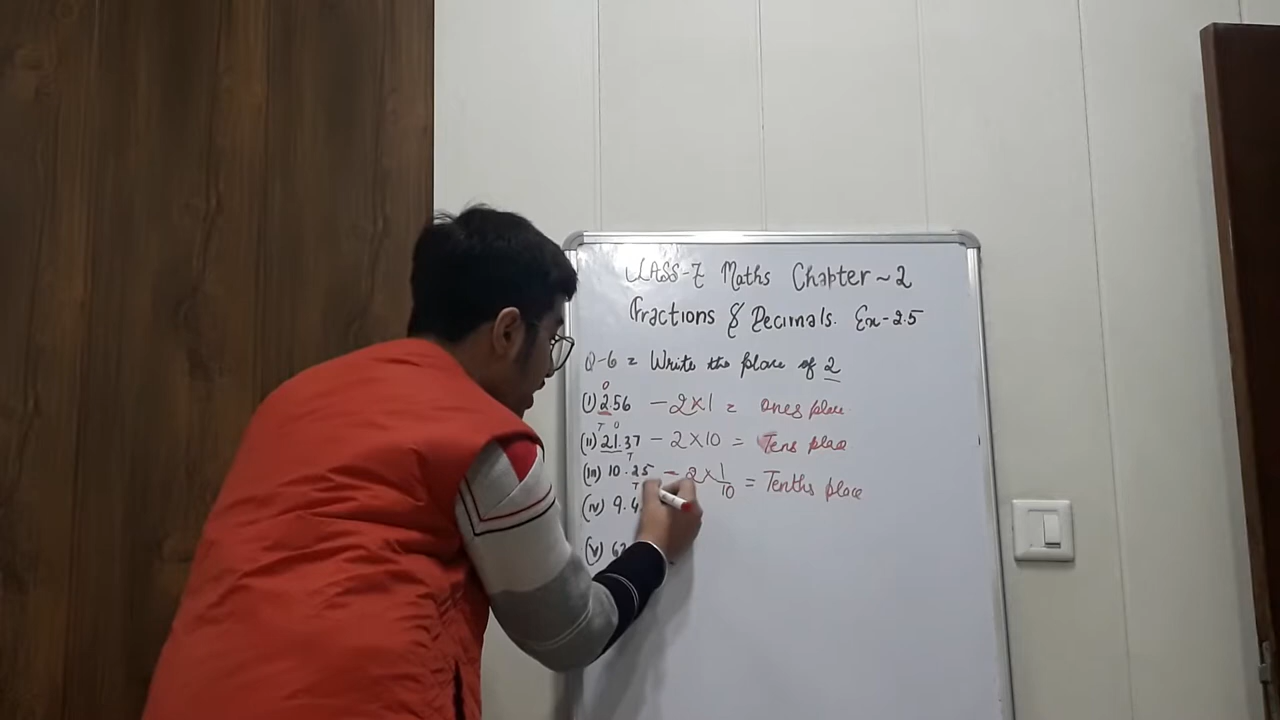 CLASS-7 Maths Chapter ~ 2
Fractions & Decimals. Ex-2.5
Q-6 = Write the place of 2
O
(i) 2.56 - 2×1 = Ones place
T O
(ii) 21.37 - 2×10 = Tens place
T
(iii) 10.25 - 2×1/10 = Tenths place
T
(iv) 9.4
(v) 63